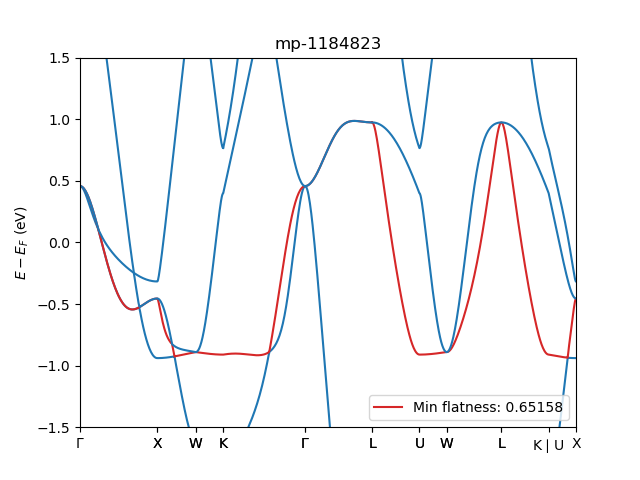 mp-1184823
E − E_F (eV)
1.5
1.0
0.5
0.0
−0.5
−1.0
−1.5
Min flatness: 0.65158
Γ X W K Γ L U W L K | U X